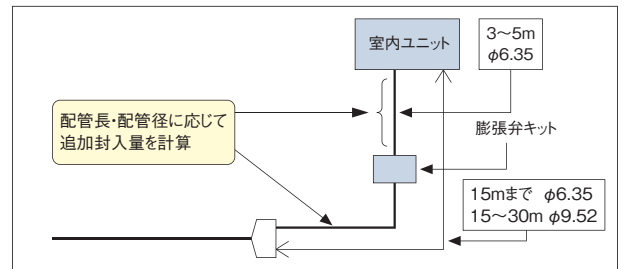 室内ユニット
3～5m
φ6.35
配管長・配管径に応じて
追加封入量を計算
膨張弁キット
15mまで φ6.35
15～30m φ9.52